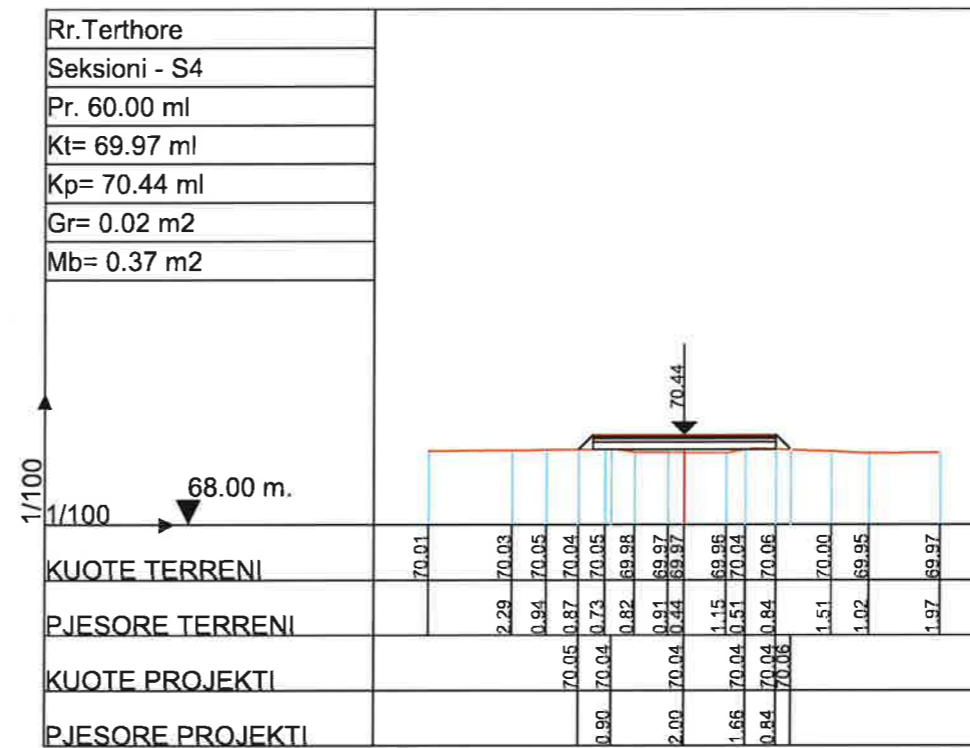 Rr.Terthore
Seksioni - S4
Pr. 60.00 ml
Kt= 69.97 ml
Kp= 70.44 ml
Gr= 0.02 m2
Mb= 0.37 m2
70.44
1/100
1/100
68.00 m.
KUOTE TERRENI
70.01 70.03 70.05 70.04 70.05 69.98 69.97 69.97 69.96 70.04 70.06 70.00 69.95 69.97
PJESORE TERRENI
2.29 0.94 0.87 0.73 0.82 0.91 0.44 1.15 0.51 0.84 1.51 1.02 1.97
KUOTE PROJEKTI
70.05 70.04 70.04 70.04 70.04 70.06
PJESORE PROJEKTI
0.90 2.00 1.66 0.84